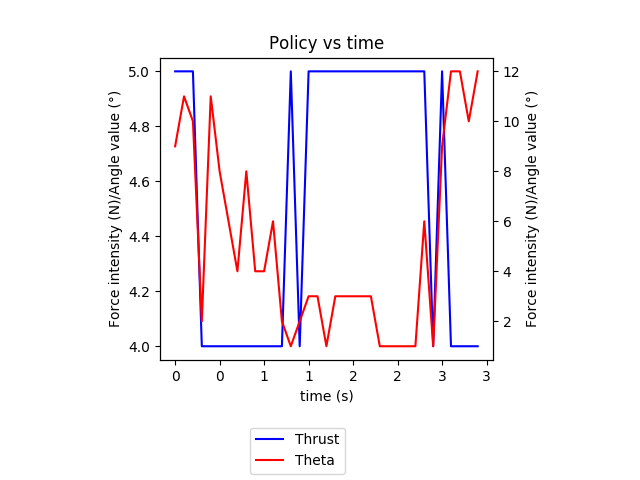 Policy vs time
Force intensity (N)/Angle value (°)
5.0
4.8
4.6
4.4
4.2
4.0
12
10
8
6
4
2
Force intensity (N)/Angle value (°)
0 0 1 1 2 2 3 3
time (s)
Thrust
Theta